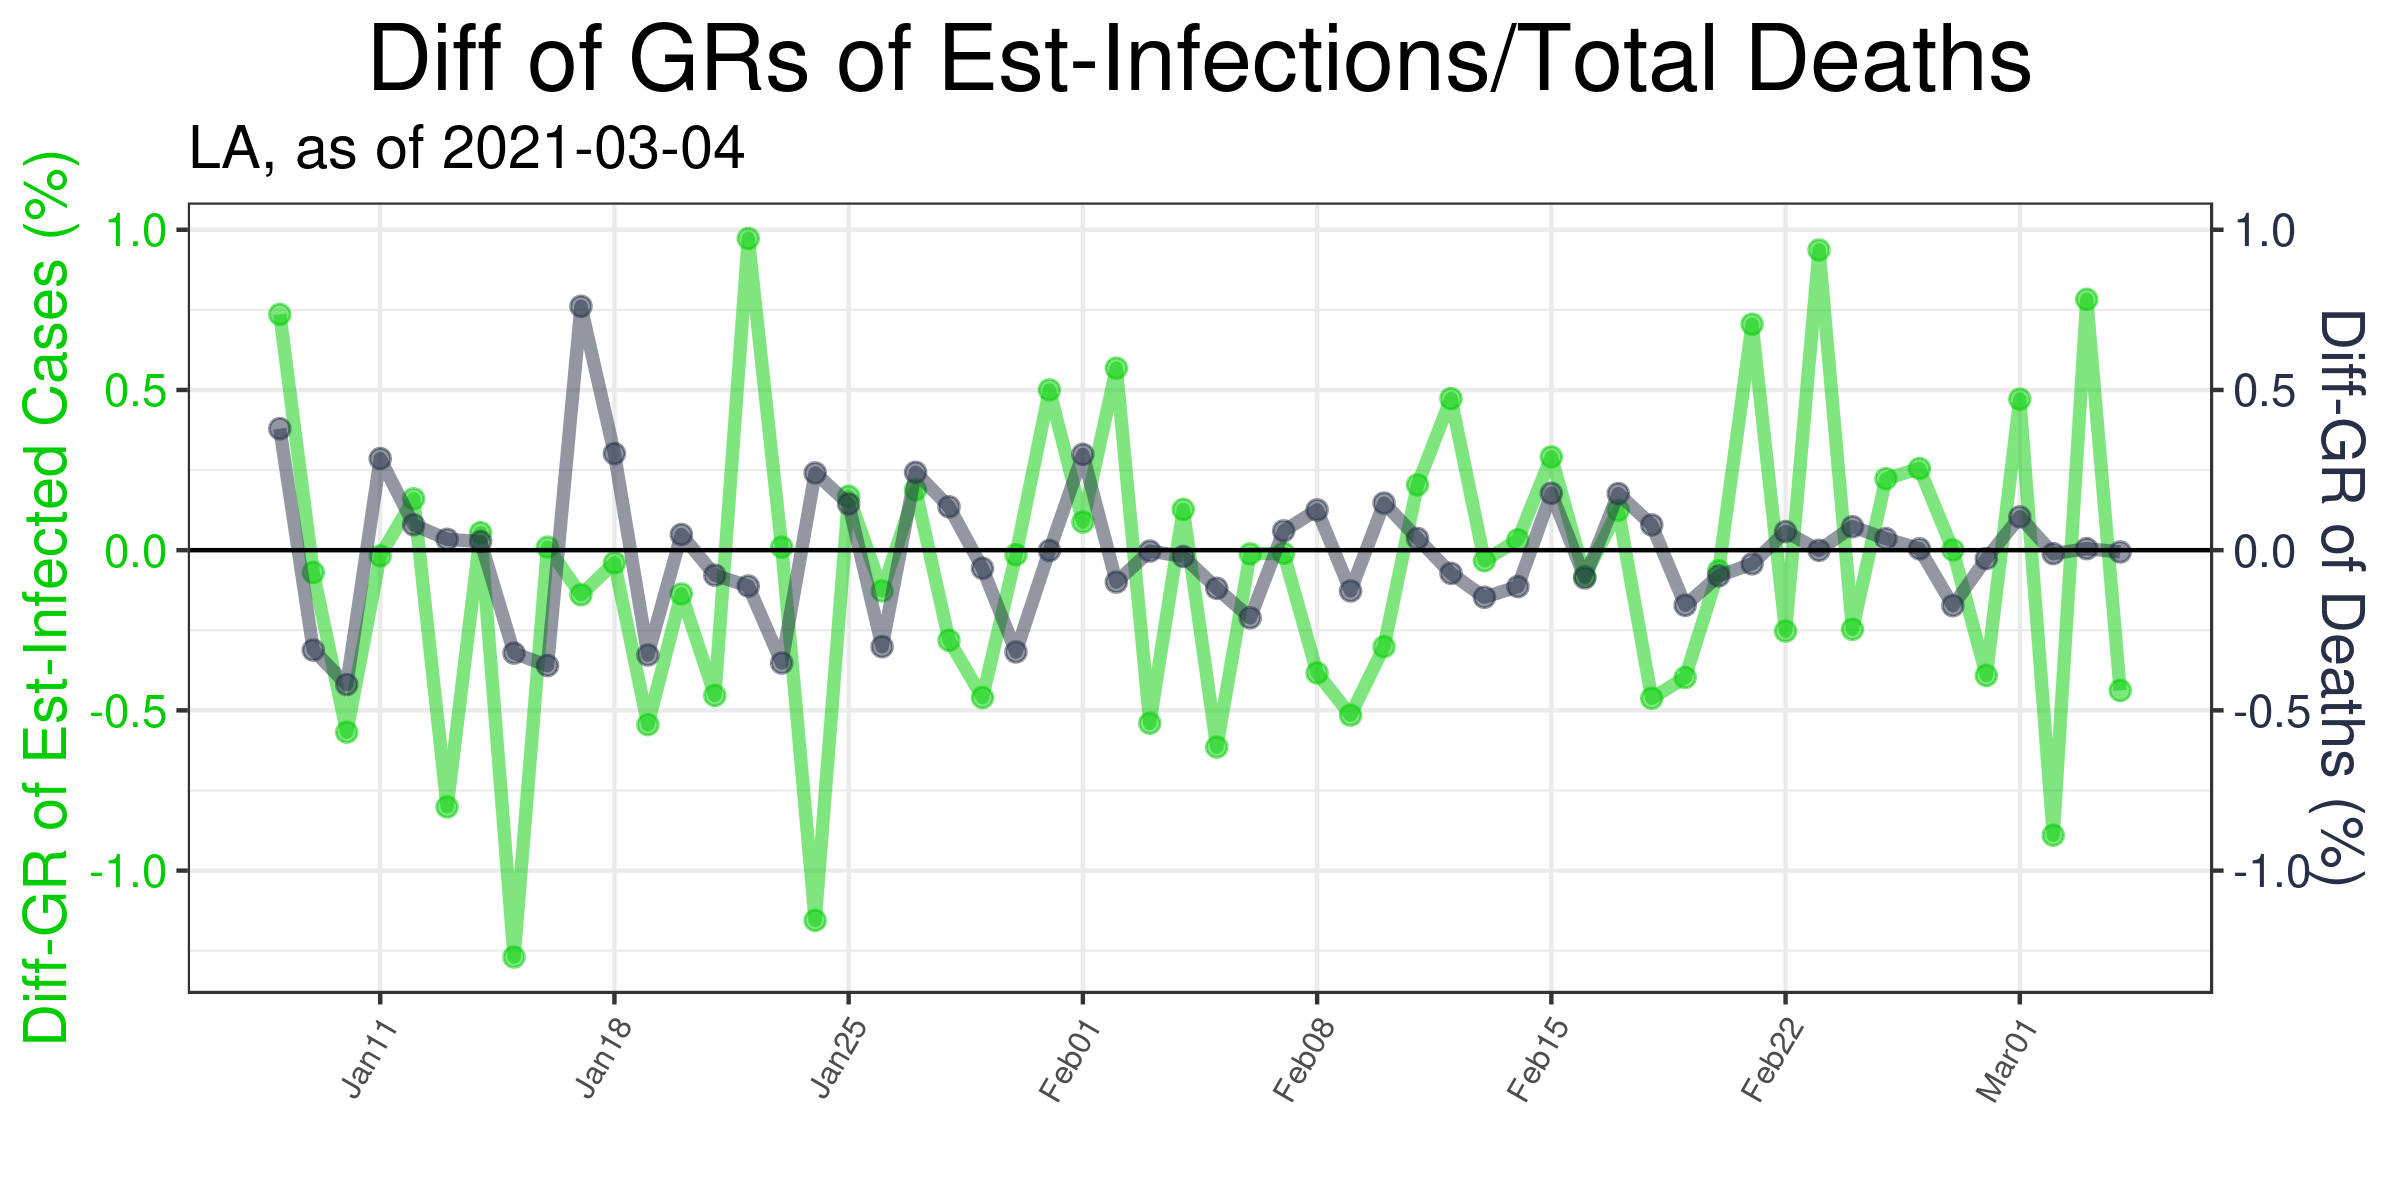 Diff of GRs of Est-Infections/Total Deaths
LA, as of 2021-03-04
Diff-GR of Est-Infected Cases (%)
1.0
0.5
0.0
-0.5
-1.0
1.0
0.5
0.0
-0.5
-1.0
Diff-GR of Deaths (%)
Jan11
Jan18
Jan25
Feb01
Feb08
Feb15
Feb22
Mar01